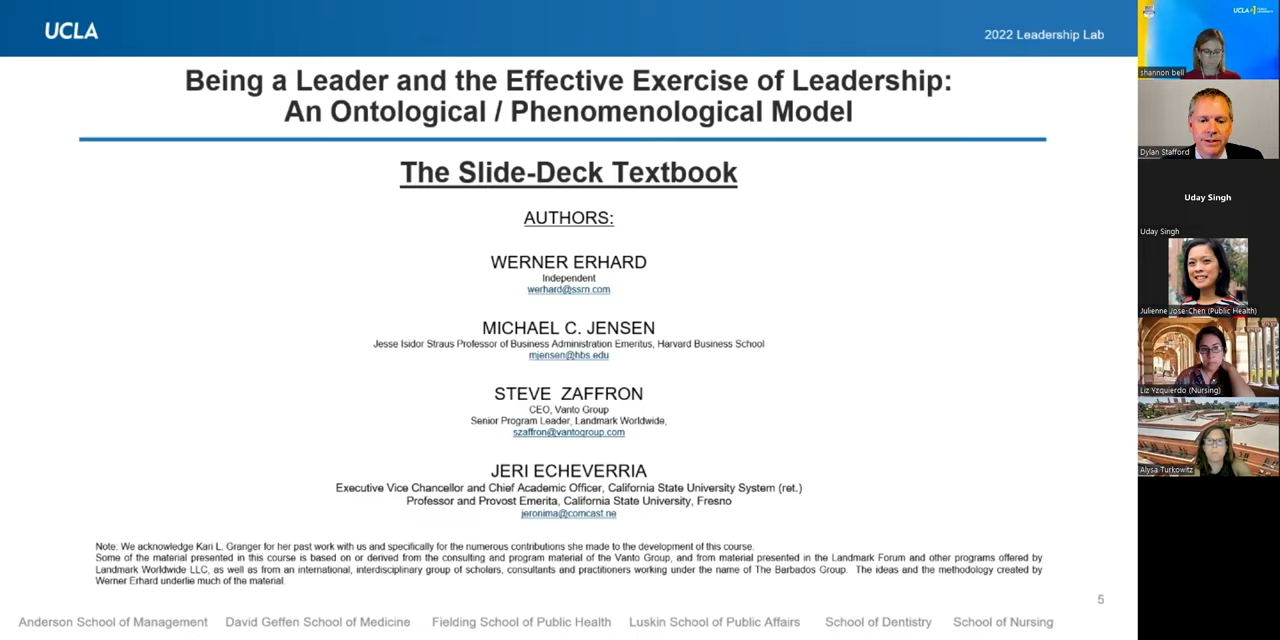 UCLA
2022 Leadership Lab
Being a Leader and the Effective Exercise of Leadership:
An Ontological / Phenomenological Model
The Slide-Deck Textbook
AUTHORS:
WERNER ERHARD
Independent
werhard@ssrn.com
MICHAEL C. JENSEN
Jesse Isidor Straus Professor of Business Administration Emeritus, Harvard Business School
mjensen@hbs.edu
STEVE ZAFFRON
CEO, Vanto Group
Senior Program Leader, Landmark Worldwide,
szaffron@vantogroup.com
JERI ECHEVERRIA
Executive Vice Chancellor and Chief Academic Officer, California State University System (ret.)
Professor and Provost Emerita, California State University, Fresno
jeronima@comcast.ne
Note: We acknowledge Kari L. Granger for her past work with us and specifically for the numerous contributions she made to the development of this course.
Some of the material presented in this course is based on or derived from the consulting and program material of the Vanto Group, and from material presented in the Landmark Forum and other programs offered by
Landmark Worldwide LLC, as well as from an international, interdisciplinary group of scholars, consultants and practitioners working under the name of The Barbados Group. The ideas and the methodology created by
Werner Erhard underlie much of the material.
5
Anderson School of Management David Geffen School of Medicine Fielding School of Public Health Luskin School of Public Affairs School of Dentistry School of Nursing
UCLA
shannon bell
Dylan Stafford
Uday Singh
Uday Singh
Julienne Jose-Chen (Public Health)
Liz Yzquierdo (Nursing)
Alysa Turkowitz